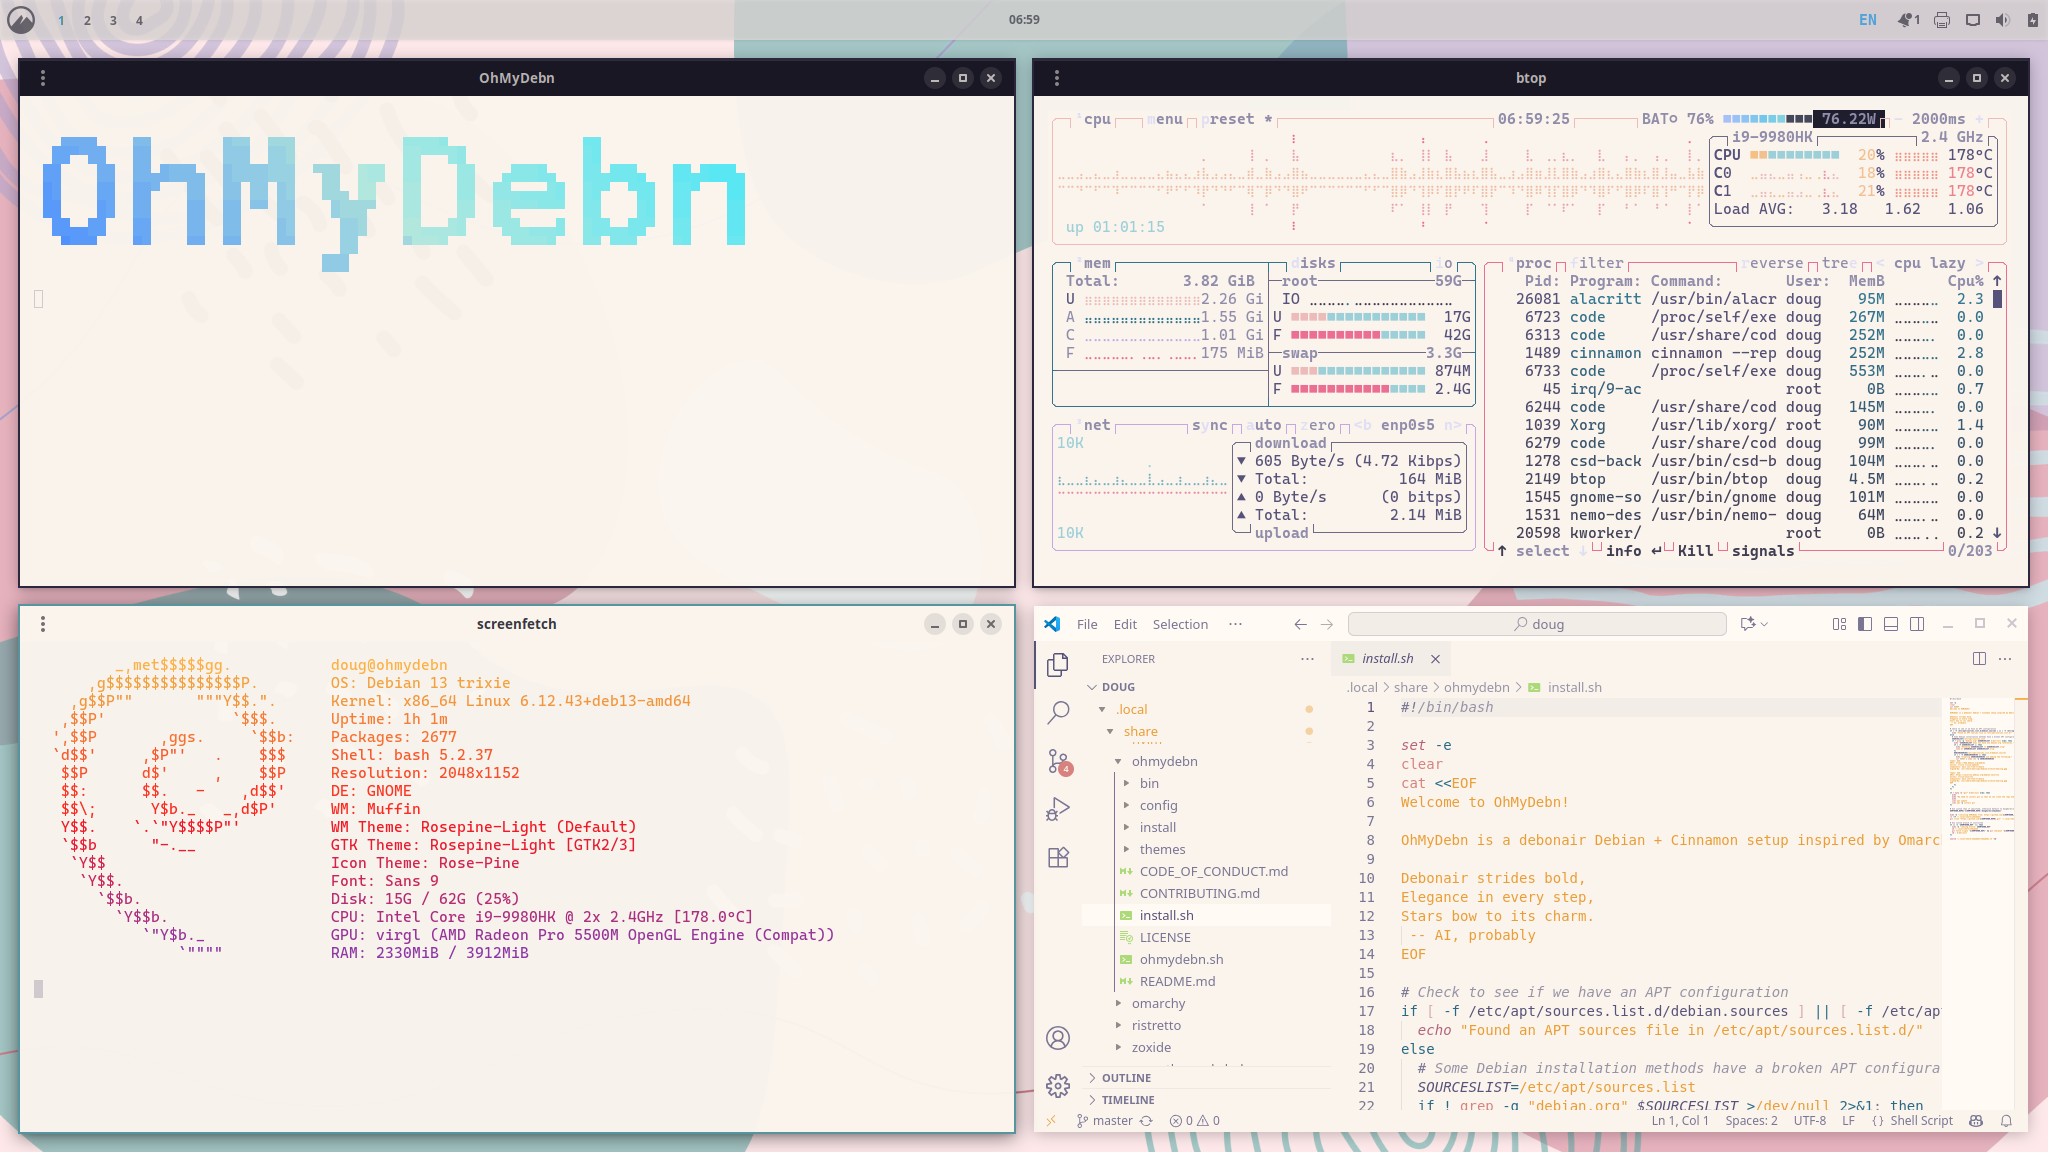 1 2 3 4
06:59
EN 1
OhMyDebn
OhMyDebn
btop
cpu menu preset * 06:59:25 BAT 76% 76.22W - 2000ms +
i9-9980HK 2.4 GHz
CPU 20% 178°C
C0 18% 178°C
C1 21% 178°C
Load AVG: 3.18 1.62 1.06
up 01:01:15
mem
Total: 3.82 GiB
U 2.26 Gi
A 1.55 Gi
C 1.01 Gi
F 175 MiB
disks io
root 59G
IO
U 17G
F 42G
swap 3.3G
U 874M
F 2.4G
net sync auto zero <b enp0s5 n>
10K
10K
download
▼ 605 Byte/s (4.72 Kibps)
▼ Total: 164 MiB
▲ 0 Byte/s (0 bitps)
▲ Total: 2.14 MiB
upload
proc filter reverse tree < cpu lazy >
Pid: Program: Command: User: MemB Cpu% ↑
26081 alacritt /usr/bin/alacr doug 95M 2.3
6723 code /proc/self/exe doug 267M 0.0
6313 code /usr/share/cod doug 252M 0.0
1489 cinnamon cinnamon --rep doug 252M 2.8
6733 code /proc/self/exe doug 553M 0.0
45 irq/9-ac root 0B 0.7
6244 code /usr/share/cod doug 145M 0.0
1039 Xorg /usr/lib/xorg/ root 90M 1.4
6279 code /usr/share/cod doug 99M 0.0
1278 csd-back /usr/bin/csd-b doug 104M 0.0
2149 btop /usr/bin/btop doug 4.5M 0.2
1545 gnome-so /usr/bin/gnome doug 101M 0.0
1531 nemo-des /usr/bin/nemo- doug 64M 0.0
20598 kworker/ root 0B 0.2 ↓
↑ select ↓ info ↵ Kill signals 0/203
screenfetch
_,met$$$$$gg.
,g$$$$$$$$$$$$$$$P.
,g$$P"" """Y$$.".
,$$P' `$$$.
',$$P ,ggs. `$$b:
`d$$' ,$P"' . $$$
$$P d$' , $$P
$$: $$. - ,d$$'
$$\; Y$b._ _,d$P'
Y$$. `.`"Y$$$$P"'
`$$b "-.__
`Y$$
`Y$$.
`$$b.
`Y$$b.
`"Y$b._
`""""
doug@ohmydebn
OS: Debian 13 trixie
Kernel: x86_64 Linux 6.12.43+deb13-amd64
Uptime: 1h 1m
Packages: 2677
Shell: bash 5.2.37
Resolution: 2048x1152
DE: GNOME
WM: Muffin
WM Theme: Rosepine-Light (Default)
GTK Theme: Rosepine-Light [GTK2/3]
Icon Theme: Rose-Pine
Font: Sans 9
Disk: 15G / 62G (25%)
CPU: Intel Core i9-9980HK @ 2x 2.4GHz [178.0°C]
GPU: virgl (AMD Radeon Pro 5500M OpenGL Engine (Compat))
RAM: 2330MiB / 3912MiB
File Edit Selection ··· ← → doug
EXPLORER ···
DOUG
.local
share
ohmydebn
bin
config
install
themes
CODE_OF_CONDUCT.md
CONTRIBUTING.md
install.sh
LICENSE
ohmydebn.sh
README.md
omarchy
ristretto
zoxide
OUTLINE
TIMELINE
4
install.sh
.local > share > ohmydebn > install.sh
1 #!/bin/bash
2
3 set -e
4 clear
5 cat <<EOF
6 Welcome to OhMyDebn!
7
8 OhMyDebn is a debonair Debian + Cinnamon setup inspired by Omarc
9
10 Debonair strides bold,
11 Elegance in every step,
12 Stars bow to its charm.
13 -- AI, probably
14 EOF
15
16 # Check to see if we have an APT configuration
17 if [ -f /etc/apt/sources.list.d/debian.sources ] || [ -f /etc/ap
18 echo "Found an APT sources file in /etc/apt/sources.list.d/"
19 else
20 # Some Debian installation methods have a broken APT configura
21 SOURCESLIST=/etc/apt/sources.list
22 if ! grep -q "debian.org" $SOURCESLIST >/dev/null 2>&1; then
master 0 0
Ln 1, Col 1 Spaces: 2 UTF-8 LF {} Shell Script